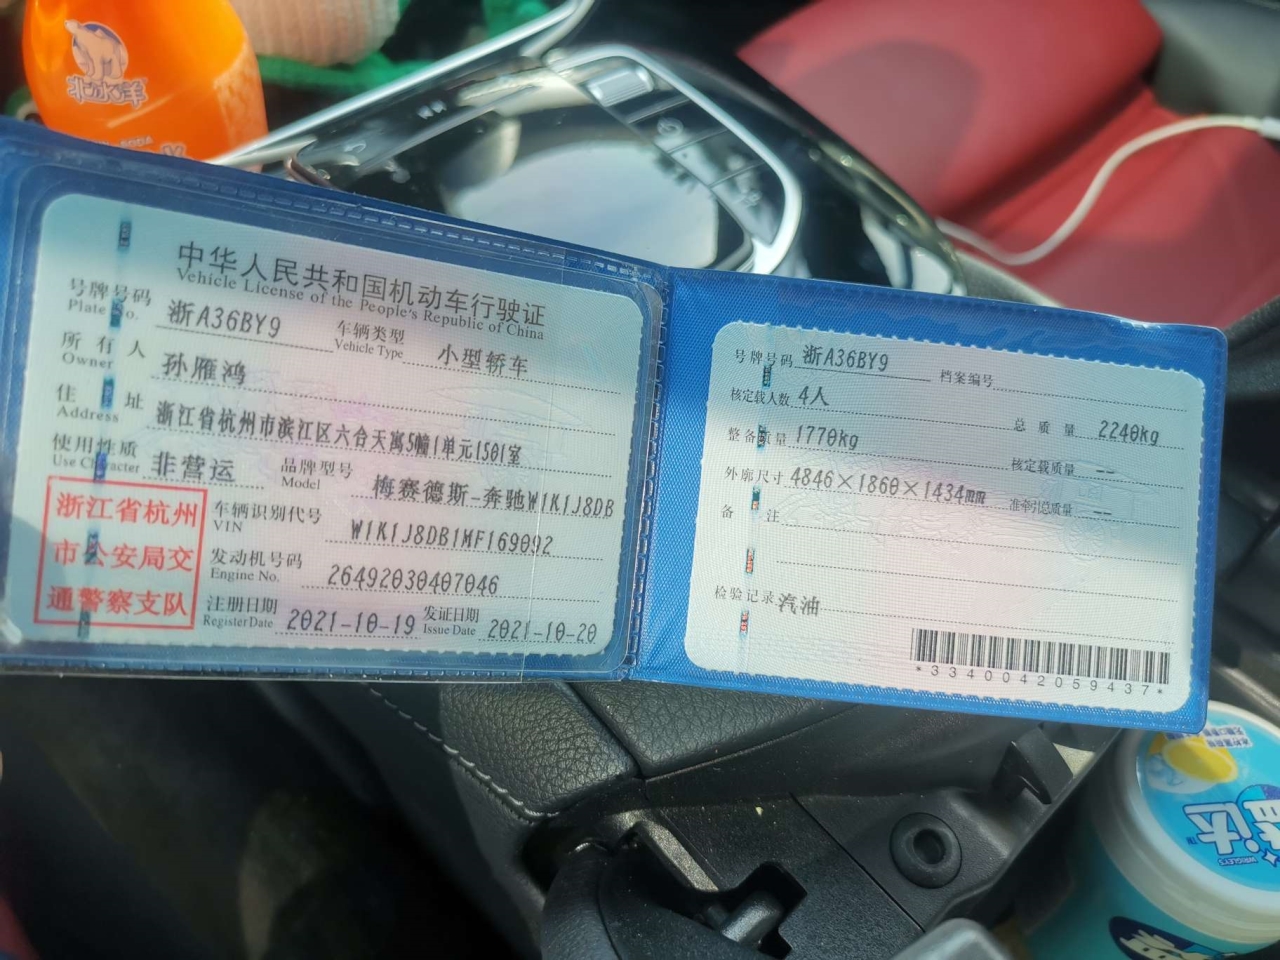 北冰洋
中华人民共和国机动车行驶证
Vehicle License of the People's Republic of China
号牌号码 浙A36BY9 车辆类型 小型轿车
Plate No. Vehicle Type
所有人 孙雁鸿
Owner
住址 浙江省杭州市滨江区六合天寓5幢1单元1501室
Address
使用性质 非营运 品牌型号 梅赛德斯-奔驰W1K1J8DB
Use Character Model
浙江省杭州
市公安局交
通警察支队
车辆识别代号 W1K1J8DB1MF169092
VIN
发动机号码 26492030407046
Engine No.
注册日期 2021-10-19 发证日期 2021-10-20
Register Date Issue Date
号牌号码 浙A36BY9 档案编号
核定载人数 4人 总质量 2240kg
整备质量 1770kg 核定载质量 --
外廓尺寸 4846×1860×1434mm 准牵引总质量 --
备注
检验记录 汽油
*3340042059437*
益达
WRIGLEY'S